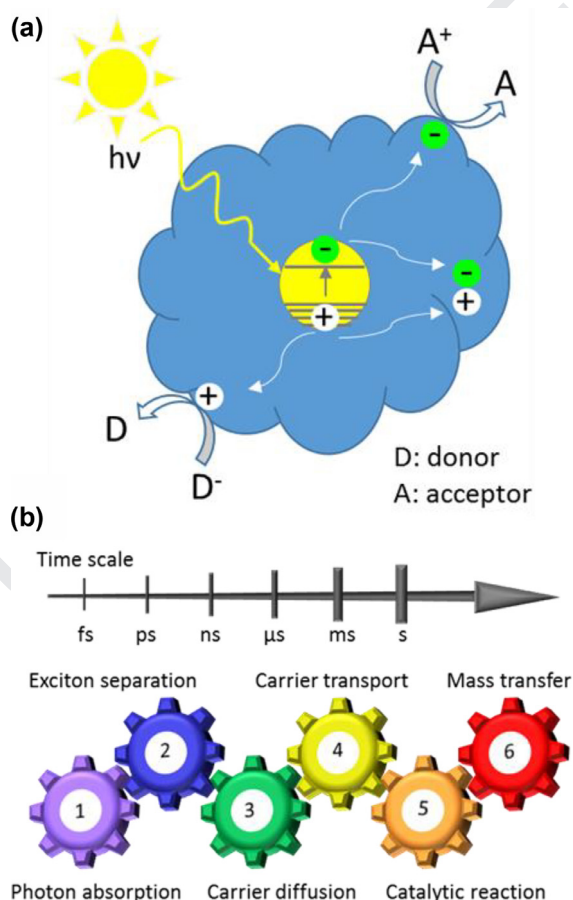 (a)
hν
A⁺
A
-
-
-
+
+
+
D
D⁻
D: donor
A: acceptor
(b)
Time scale
fs ps ns μs ms s
Exciton separation Carrier transport Mass transfer
2 4 6
1 3 5
Photon absorption Carrier diffusion Catalytic reaction